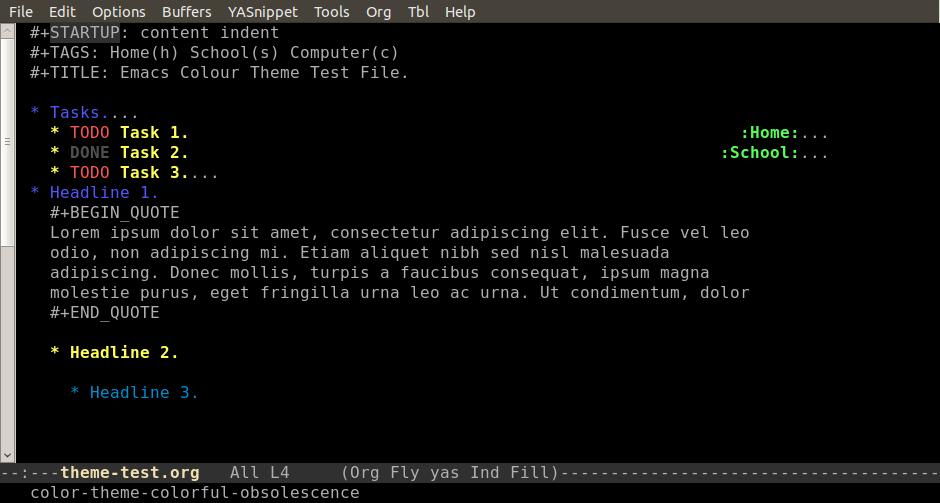 File Edit Options Buffers YASnippet Tools Org Tbl Help
#+STARTUP: content indent
#+TAGS: Home(h) School(s) Computer(c)
#+TITLE: Emacs Colour Theme Test File.
* Tasks....
* TODO Task 1. :Home:...
* DONE Task 2. :School:...
* TODO Task 3....
* Headline 1.
#+BEGIN_QUOTE
Lorem ipsum dolor sit amet, consectetur adipiscing elit. Fusce vel leo
odio, non adipiscing mi. Etiam aliquet nibh sed nisl malesuada
adipiscing. Donec mollis, turpis a faucibus consequat, ipsum magna
molestie purus, eget fringilla urna leo ac urna. Ut condimentum, dolor
#+END_QUOTE
* Headline 2.
* Headline 3.
--:---theme-test.org All L4 (Org Fly yas Ind Fill)--------------------------------------
color-theme-colorful-obsolescence